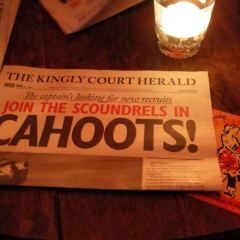 THE KINGLY COURT HERALD
The captain's looking for new recruits
JOIN THE SCOUNDRELS IN
CAHOOTS!